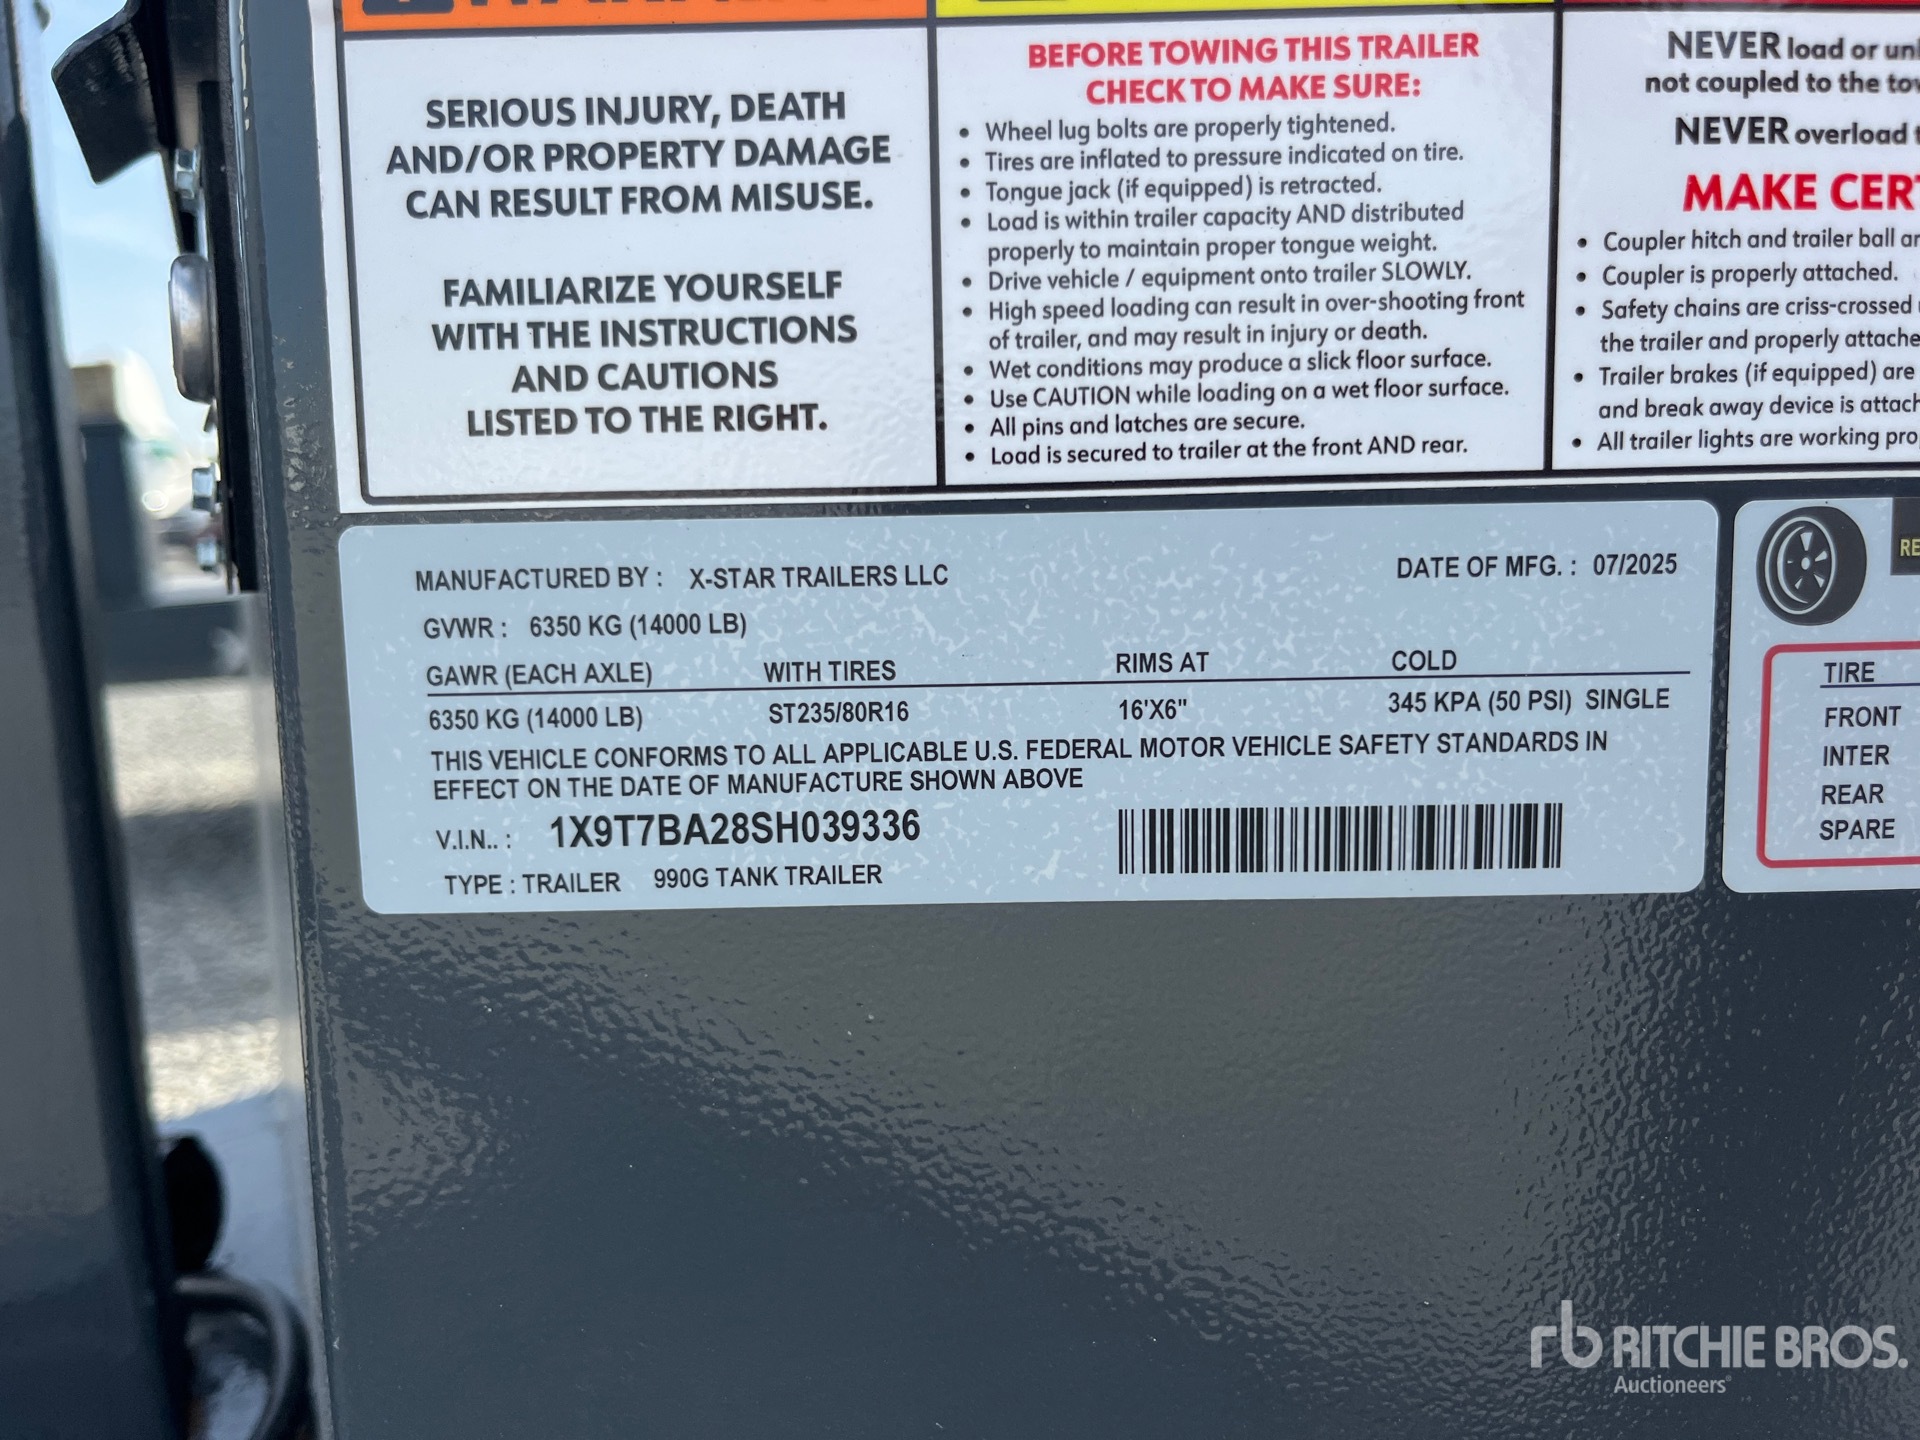 SERIOUS INJURY, DEATH
AND/OR PROPERTY DAMAGE
CAN RESULT FROM MISUSE.
FAMILIARIZE YOURSELF
WITH THE INSTRUCTIONS
AND CAUTIONS
LISTED TO THE RIGHT.
BEFORE TOWING THIS TRAILER
CHECK TO MAKE SURE:
• Wheel lug bolts are properly tightened.
• Tires are inflated to pressure indicated on tire.
• Tongue jack (if equipped) is retracted.
• Load is within trailer capacity AND distributed
properly to maintain proper tongue weight.
• Drive vehicle / equipment onto trailer SLOWLY.
• High speed loading can result in over-shooting front
of trailer, and may result in injury or death.
• Wet conditions may produce a slick floor surface.
• Use CAUTION while loading on a wet floor surface.
• All pins and latches are secure.
• Load is secured to trailer at the front AND rear.
NEVER load or
not coupled to the
NEVER overload
MAKE
• Coupler hitch and trailer ball
• Coupler is properly attached.
• Safety chains are criss-crossed
the trailer and properly
• Trailer brakes (if equipped) are
and break away device is
• All trailer lights are working
MANUFACTURED BY : X-STAR TRAILERS LLC DATE OF MFG. : 07/2025
GVWR : 6350 KG (14000 LB)
GAWR (EACH AXLE) WITH TIRES RIMS AT COLD
6350 KG (14000 LB) ST235/80R16 16'X6" 345 KPA (50 PSI) SINGLE
THIS VEHICLE CONFORMS TO ALL APPLICABLE U.S. FEDERAL MOTOR VEHICLE SAFETY STANDARDS IN
EFFECT ON THE DATE OF MANUFACTURE SHOWN ABOVE
V.I.N.. : 1X9T7BA28SH039336
TYPE : TRAILER 990G TANK TRAILER
TIRE
FRONT
INTER
REAR
SPARE
rb RITCHIE BROS.
Auctioneers